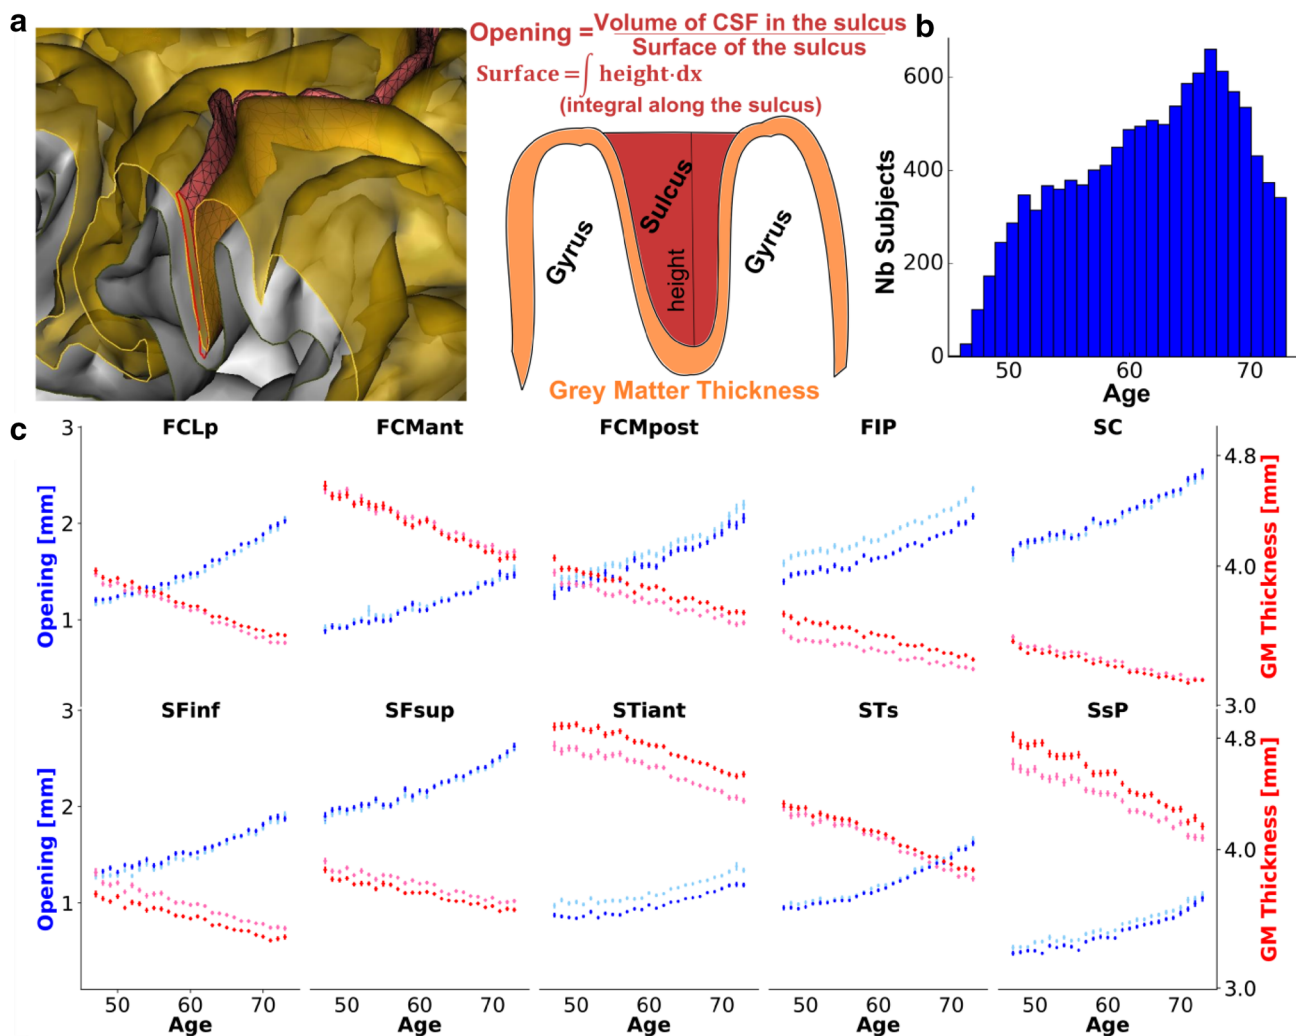 a
Opening = Volume of CSF in the sulcus
Surface of the sulcus
Surface = ∫ height·dx
(integral along the sulcus)
Gyrus
Sulcus
height
Gyrus
Grey Matter Thickness
b
Nb Subjects
600
400
200
0
50 60 70
Age
c
FCLp FCMant FCMpost FIP SC
Opening [mm]
3
2
1
GM Thickness [mm]
4.8
4.0
3.0
SFinf SFsup STiant STs SsP
Opening [mm]
3
2
1
GM Thickness [mm]
4.8
4.0
3.0
50 60 70 50 60 70 50 60 70 50 60 70 50 60 70
Age Age Age Age Age